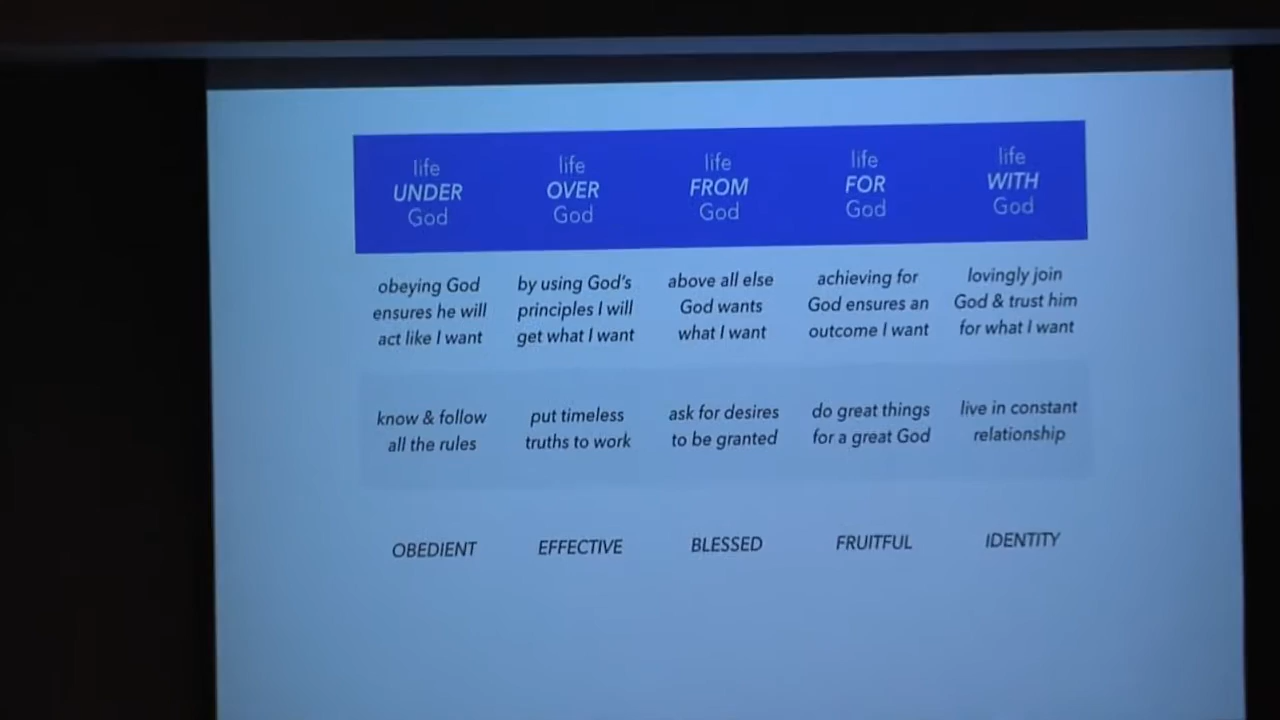 life
UNDER
God
life
OVER
God
life
FROM
God
life
FOR
God
life
WITH
God
obeying God
ensures he will
act like I want
by using God's
principles I will
get what I want
above all else
God wants
what I want
achieving for
God ensures an
outcome I want
lovingly join
God & trust him
for what I want
know & follow
all the rules
put timeless
truths to work
ask for desires
to be granted
do great things
for a great God
live in constant
relationship
OBEDIENT
EFFECTIVE
BLESSED
FRUITFUL
IDENTITY